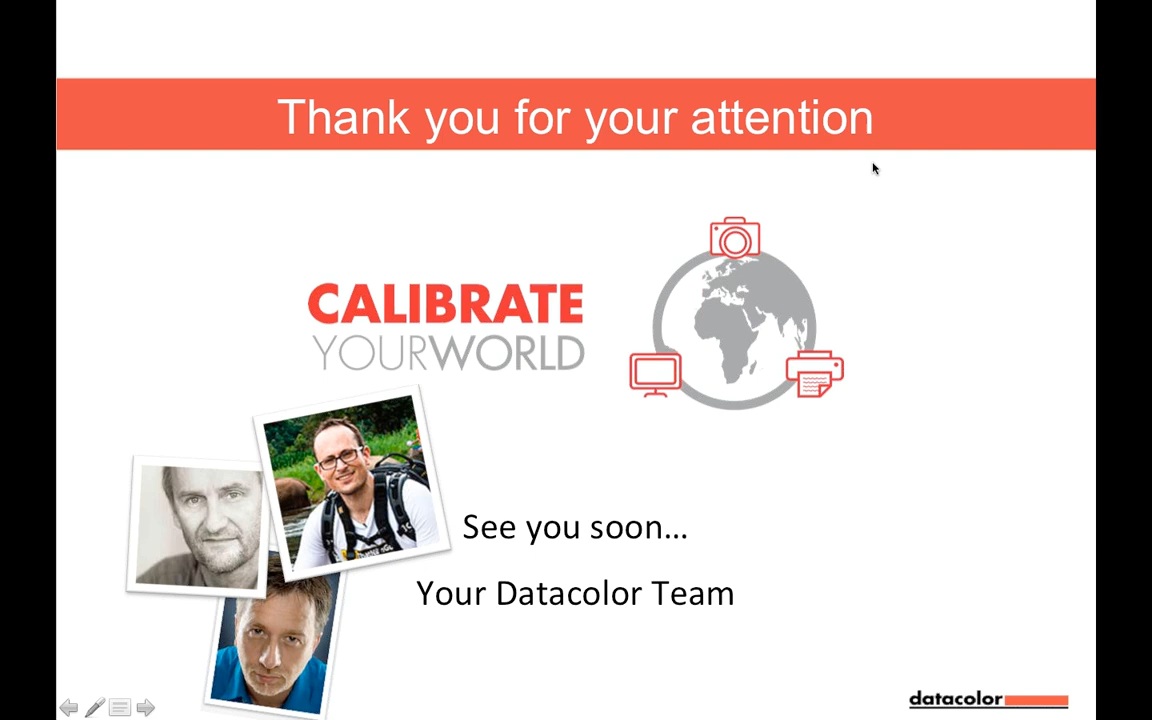 Thank you for your attention
CALIBRATE
YOURWORLD
See you soon...
Your Datacolor Team
datacolor